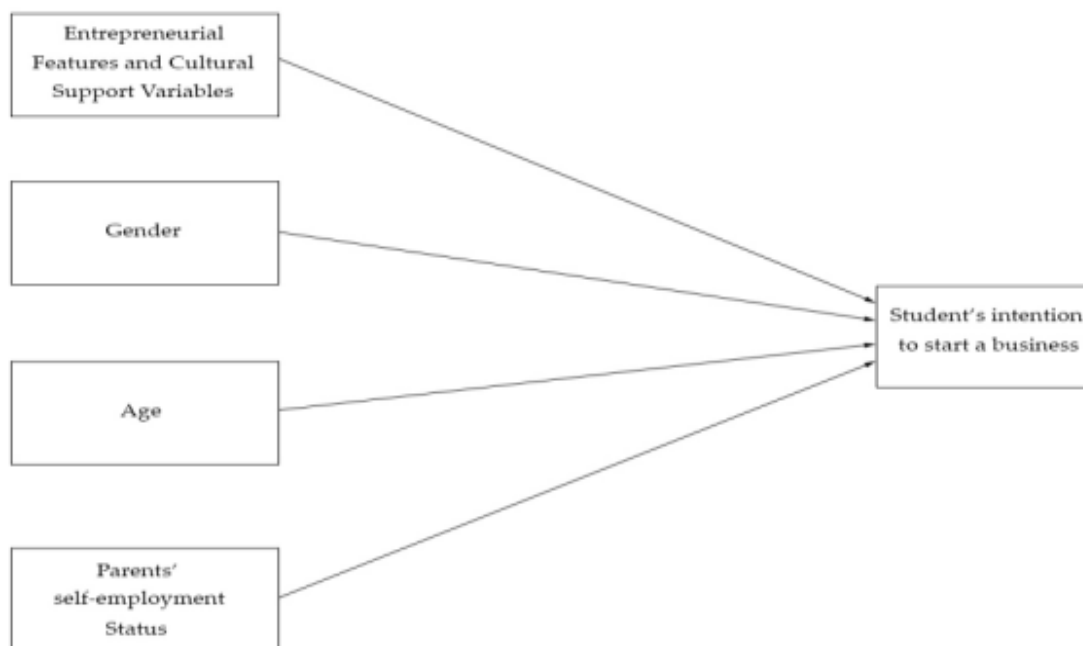 Entrepreneurial
Features and Cultural
Support Variables
Gender
Age
Parents’
self-employment
Status
Student’s intention
to start a business